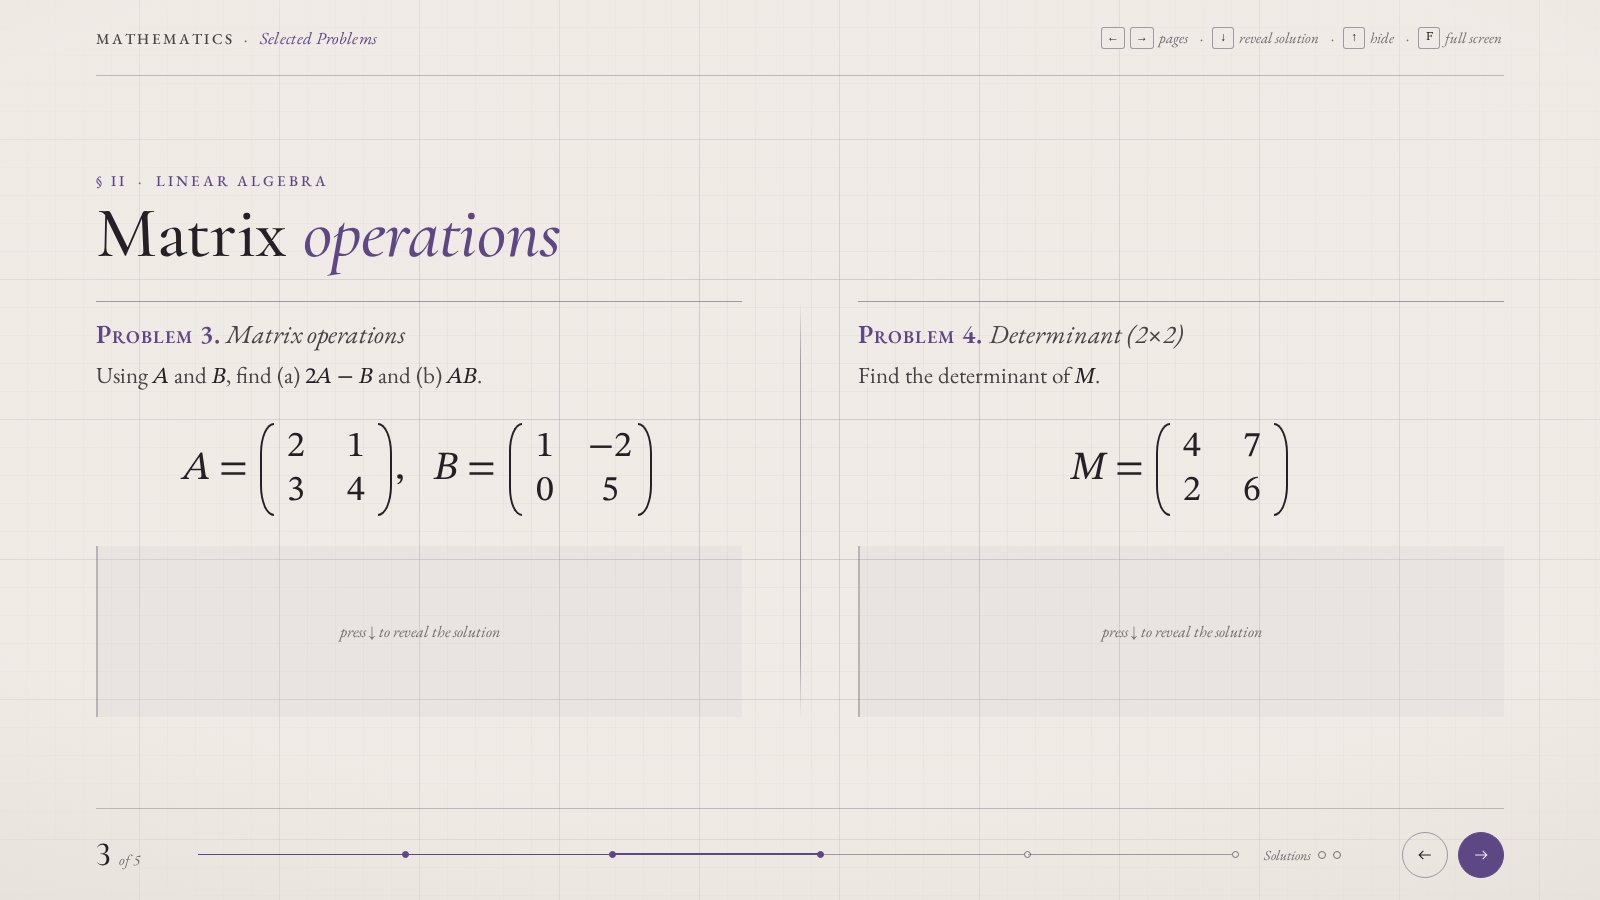 MATHEMATICS · Selected Problems
← → pages · ↓ reveal solution · ↑ hide · F full screen
§ II · LINEAR ALGEBRA
Matrix operations
PROBLEM 3. Matrix operations
Using A and B, find (a) 2A − B and (b) AB.
A = ( 2 1
3 4 ), B = ( 1 −2
0 5 )
press ↓ to reveal the solution
PROBLEM 4. Determinant (2×2)
Find the determinant of M.
M = ( 4 7
2 6 )
press ↓ to reveal the solution
3 of 5
Solutions
← →